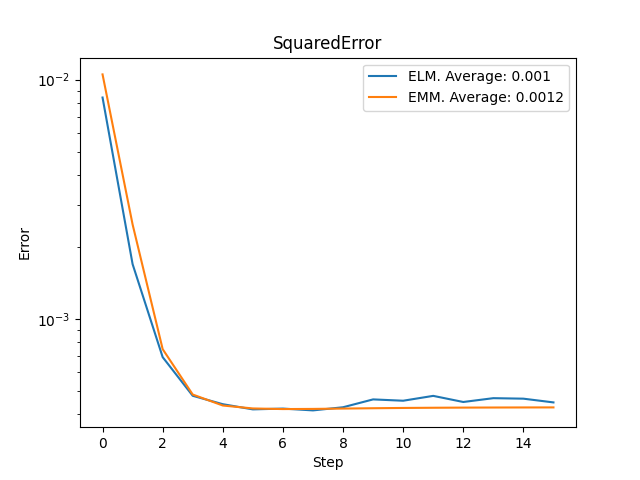 SquaredError
ELM. Average: 0.001
EMM. Average: 0.0012
10⁻²
10⁻³
Error
0 2 4 6 8 10 12 14
Step